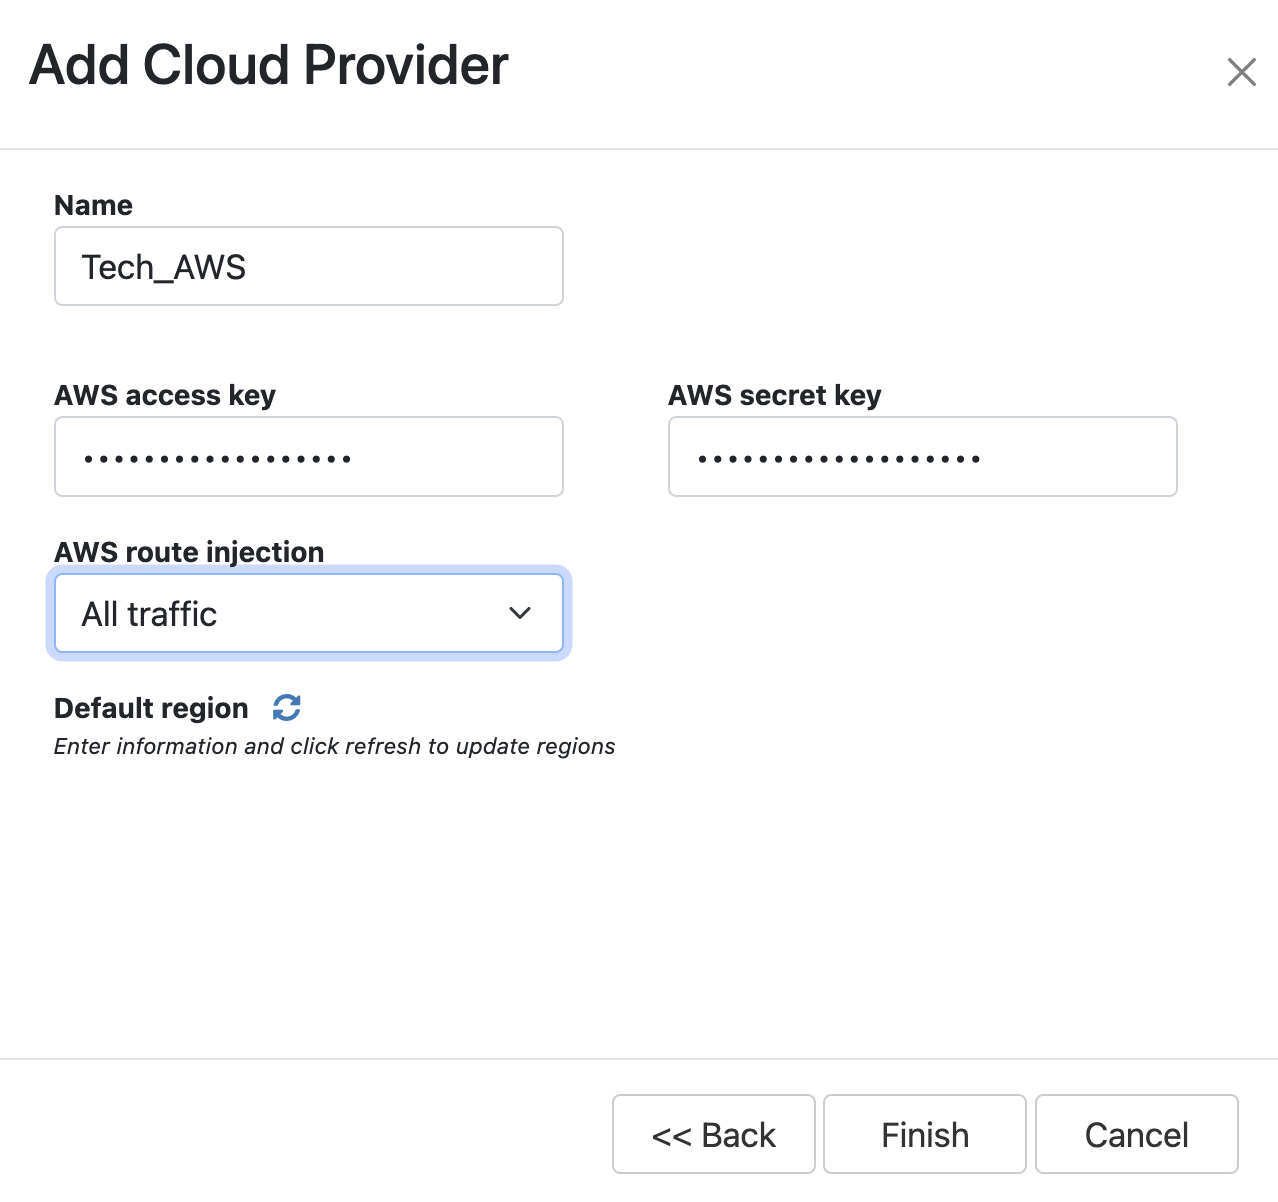 Add Cloud Provider
Name
Tech_AWS
AWS access key
AWS secret key
••••••••••••••••••
•••••••••••••••••••
AWS route injection
All traffic
Default region
Enter information and click refresh to update regions
<< Back
Finish
Cancel